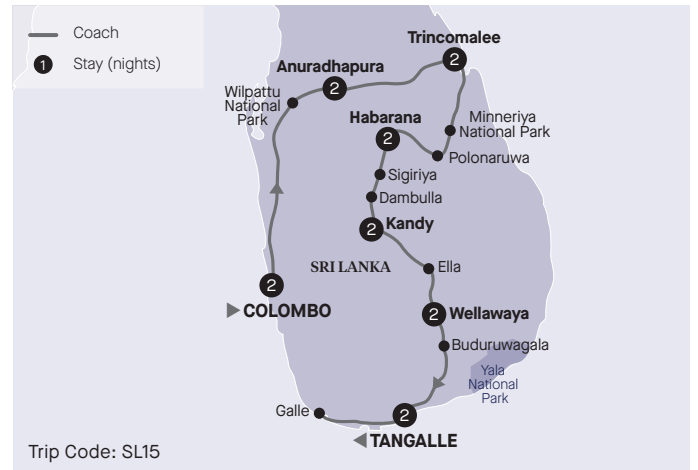 Coach
1 Stay (nights)
Trincomalee
2
Anuradhapura
2
Wilpattu
National
Park
Habarana
2
Minneriya
National Park
Polonaruwa
Sigiriya
Dambulla
Kandy
2
SRI LANKA
Ella
2
COLOMBO
2
Wellawaya
Buduruwagala
Yala
National
Park
Galle
2
TANGALLE
Trip Code: SL15